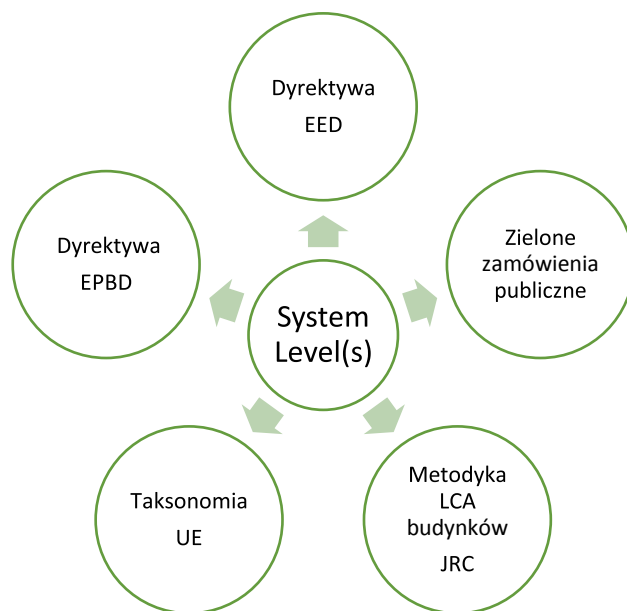 Dyrektywa
EED
Dyrektywa
EPBD
Zielone
zamówienia
publiczne
System
Level(s)
Taksonomia
UE
Metodyka
LCA
budynków
JRC